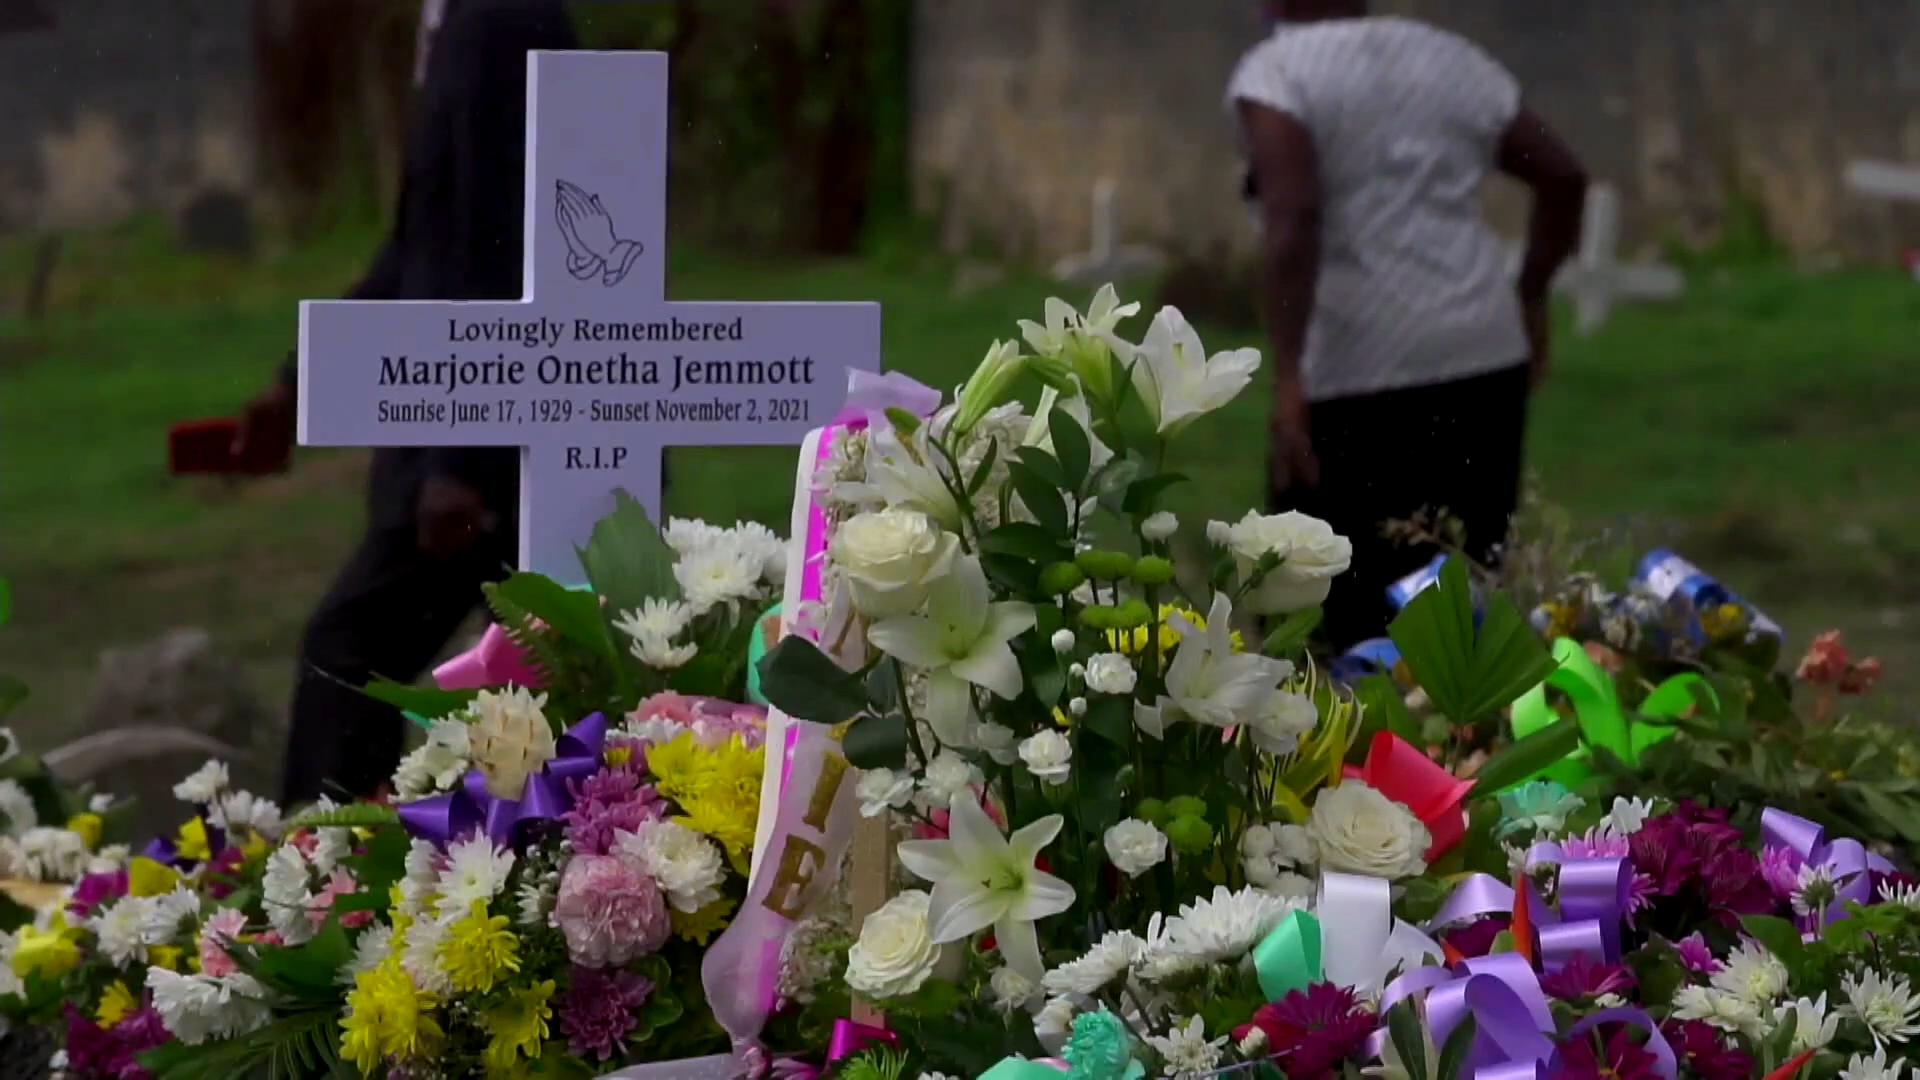 Lovingly Remembered
Marjorie Onetha Jemmott
Sunrise June 17, 1929 - Sunset November 2, 2021
R.I.P